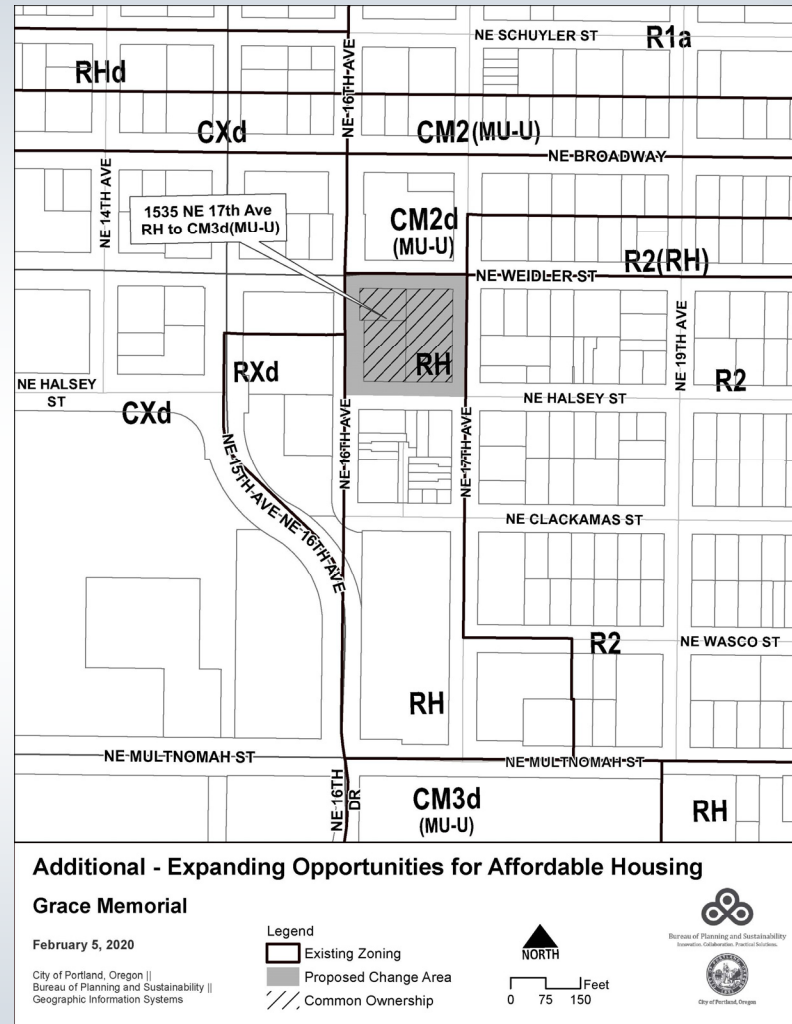 NE SCHUYLER ST
R1a
RHd
NE 16TH AVE
CXd
CM2 (MU-U)
NE BROADWAY
NE 14TH AVE
1535 NE 17th Ave
RH to CM3d(MU-U)
CM2d
(MU-U)
R2(RH)
NE WEIDLER ST
NE 19TH AVE
RH
RXd
R2
NE HALSEY
ST
CXd
NE HALSEY ST
NE 16TH AVE
NE 17TH AVE
NE 15TH AVE
NE 16TH AVE
NE CLACKAMAS ST
R2
NE WASCO ST
RH
NE MULTNOMAH ST
NE MULTNOMAH ST
NE 16TH
DR
CM3d
(MU-U)
RH
Additional - Expanding Opportunities for Affordable Housing
Grace Memorial
February 5, 2020
City of Portland, Oregon ||
Bureau of Planning and Sustainability ||
Geographic Information Systems
Legend
Existing Zoning
Proposed Change Area
Common Ownership
NORTH
Feet
0 75 150
Bureau of Planning and Sustainability
Innovation. Collaboration. Practical Solutions.
City of Portland, Oregon